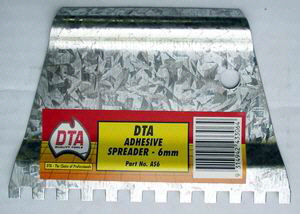 DTA
QUALITY TOOLS
DTA - The Choice of Professionals
DTA
ADHESIVE
SPREADER - 6mm
Part No. AS6